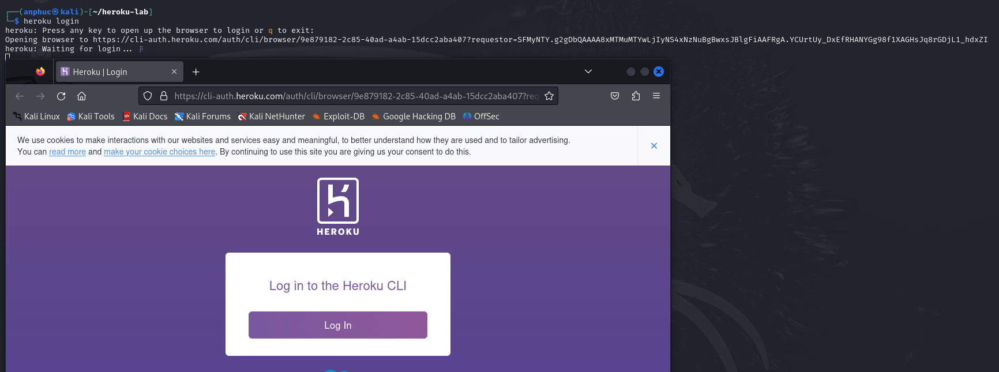 (anphuc㉿kali)-[~/heroku-lab]
$ heroku login
heroku: Press any key to open up the browser to login or q to exit:
Opening browser to https://cli-auth.heroku.com/auth/cli/browser/9e879182-2c85-40ad-a4ab-15dcc2aba407?requestor=SFMyNTY.g2gDbQAAAA8xMTMuMTYwLjIyNS4xNzNuBgBwxsJBlgFiAAFRgA.YCUrtUy_DxEfRHANYGg98f1XAGHsJq8rGDjL1_hdxZI
heroku: Waiting for login...
Heroku | Login
https://cli-auth.heroku.com/auth/cli/browser/9e879182-2c85-40ad-a4ab-15dcc2aba407?req
Kali Linux Kali Tools Kali Docs Kali Forums Kali NetHunter Exploit-DB Google Hacking DB OffSec
We use cookies to make interactions with our websites and services easy and meaningful, to better understand how they are used and to tailor advertising.
You can read more and make your cookie choices here. By continuing to use this site you are giving us your consent to do this.
HEROKU
Log in to the Heroku CLI
Log In